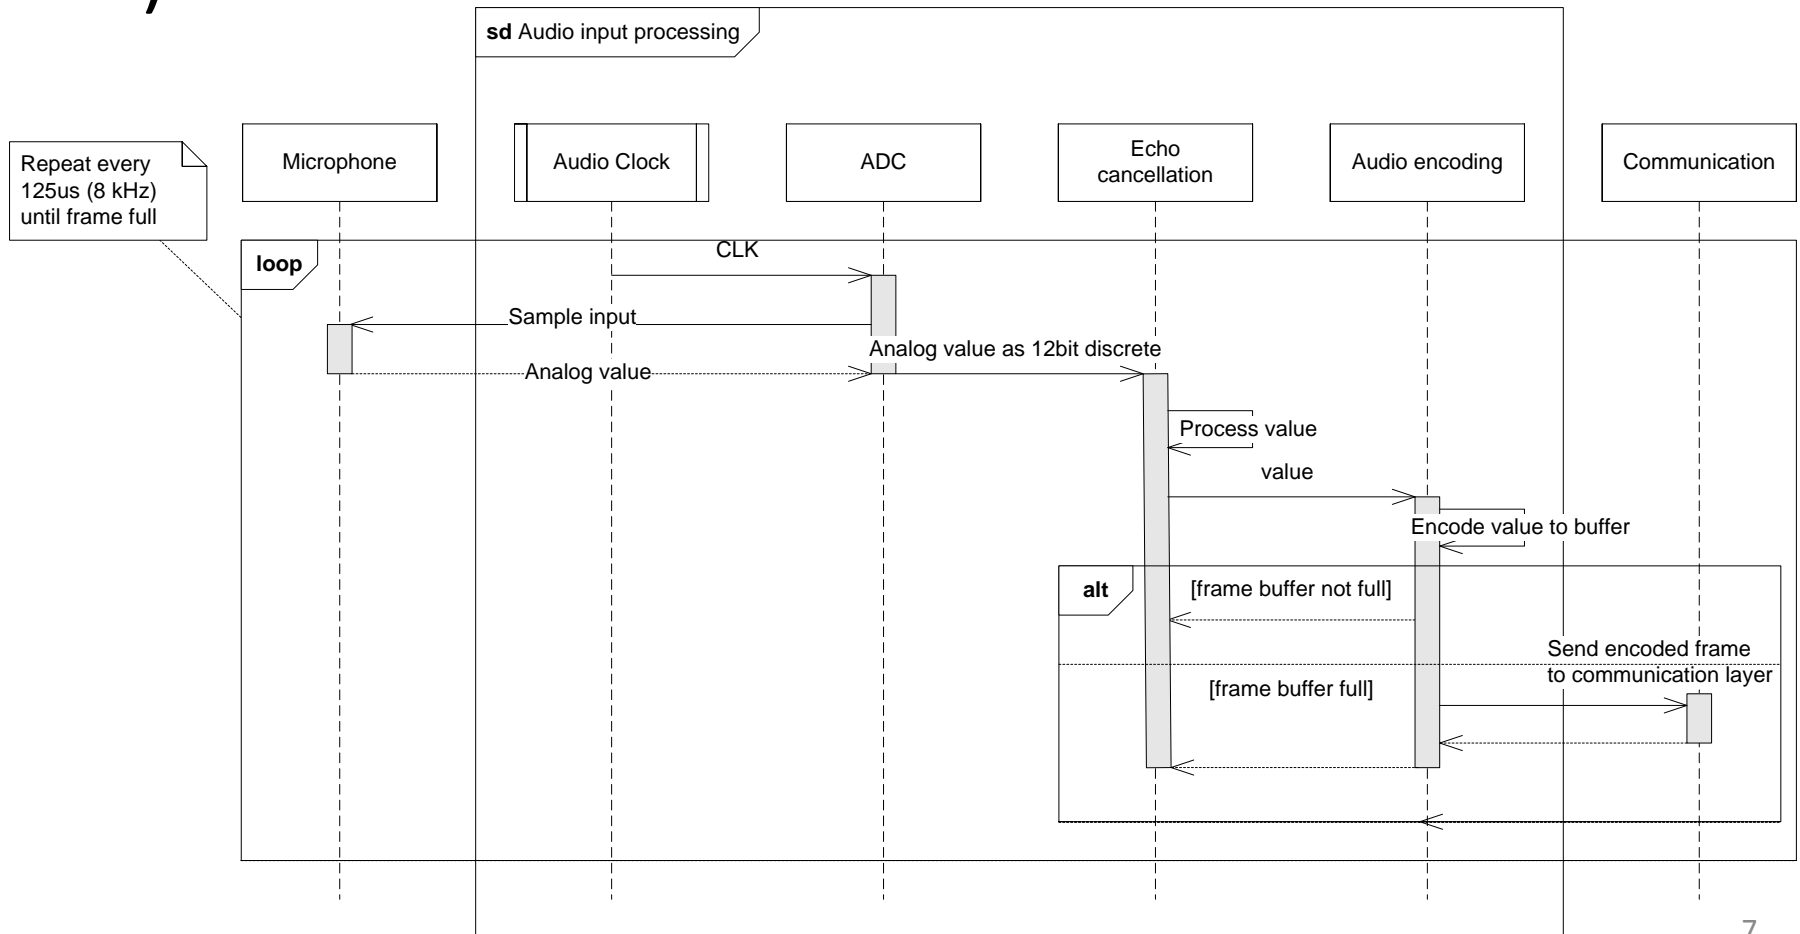 sd Audio input processing
Repeat every
125us (8 kHz)
until frame full
Microphone
Audio Clock
ADC
Echo
cancellation
Audio encoding
Communication
loop
CLK
Sample input
Analog value as 12bit discrete
Analog value
Process value
value
Encode value to buffer
alt
[frame buffer not full]
Send encoded frame
to communication layer
[frame buffer full]
7